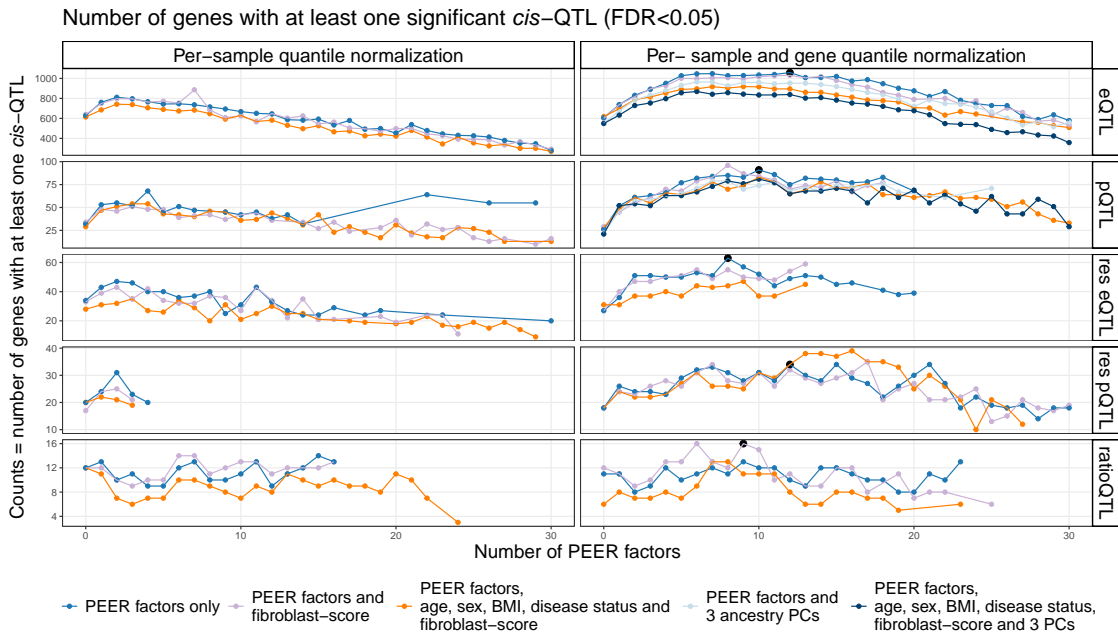 Number of genes with at least one significant cis−QTL (FDR<0.05)
Per−sample quantile normalization
Per− sample and gene quantile normalization
Counts = number of genes with at least one cis−QTL
1000
800
600
400
200
eQTL
100
75
50
25
pQTL
60
40
20
res eQTL
40
30
20
10
res pQTL
16
12
8
4
ratioQTL
0
10
20
30
0
10
20
30
Number of PEER factors
PEER factors only
PEER factors and
fibroblast−score
PEER factors,
age, sex, BMI, disease status and
fibroblast−score
PEER factors and
3 ancestry PCs
PEER factors,
age, sex, BMI, disease status,
fibroblast−score and 3 PCs